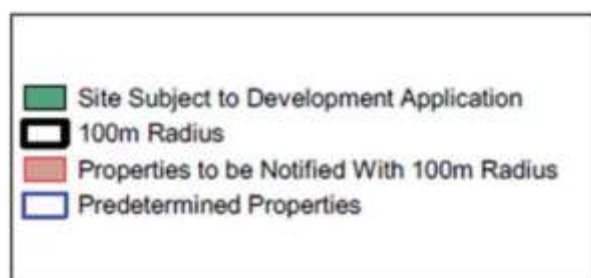 Site Subject to Development Application
100m Radius
Properties to be Notified With 100m Radius
Predetermined Properties